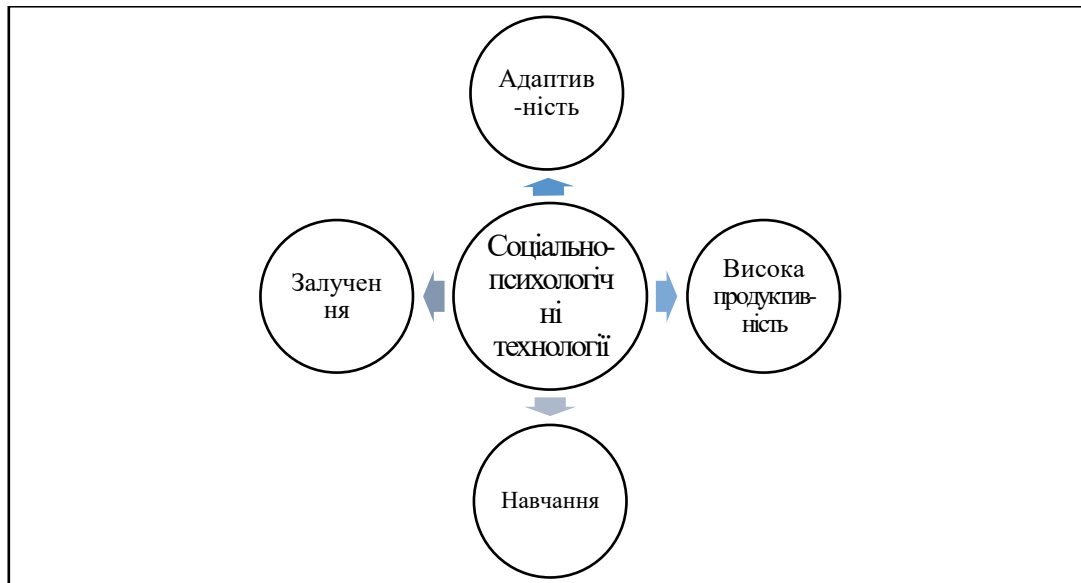 Адаптив
-ність
Залучен
ня
Соціально-
психологіч
ні
технології
Висока
продуктив-
ність
Навчання